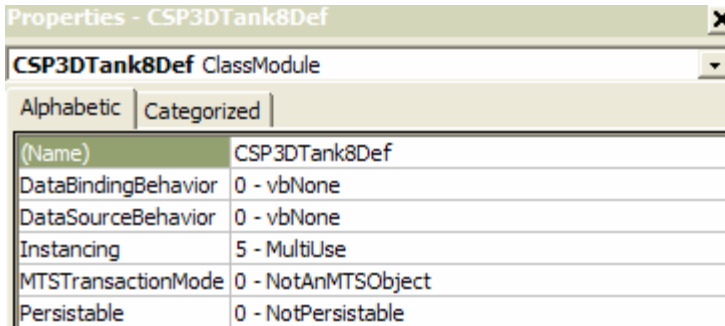 Properties - CSP3DTank8Def
CSP3DTank8Def ClassModule
Alphabetic Categorized
(Name) CSP3DTank8Def
DataBindingBehavior 0 - vbNone
DataSourceBehavior 0 - vbNone
Instancing 5 - MultiUse
MTSTransactionMode 0 - NotAnMTSObject
Persistable 0 - NotPersistable